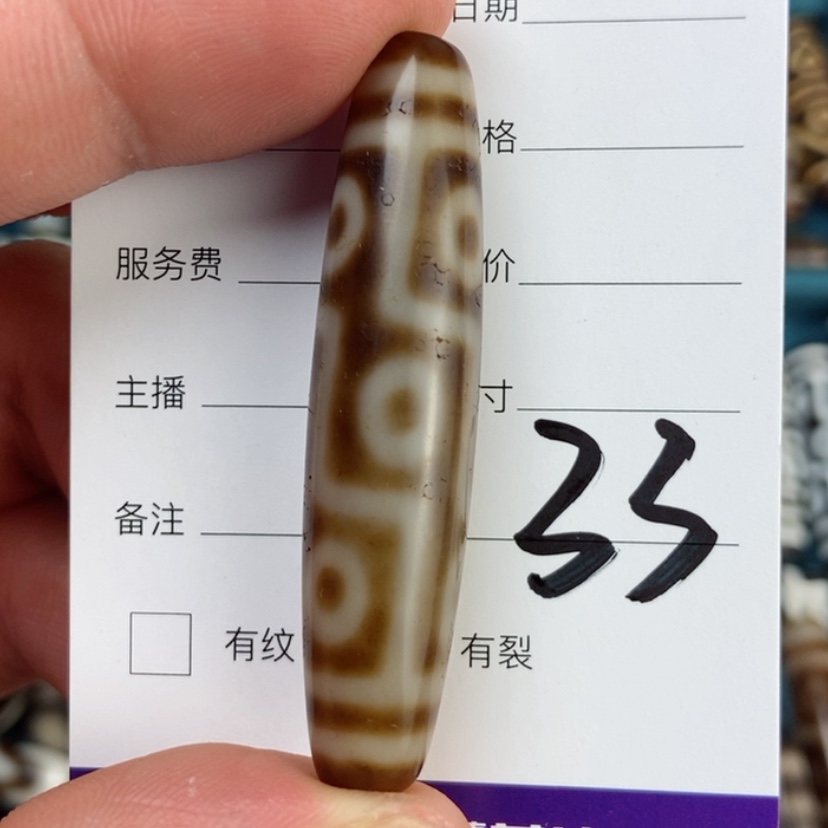 日期
格
服务费
价
主播
寸
33
备注
有纹
有裂